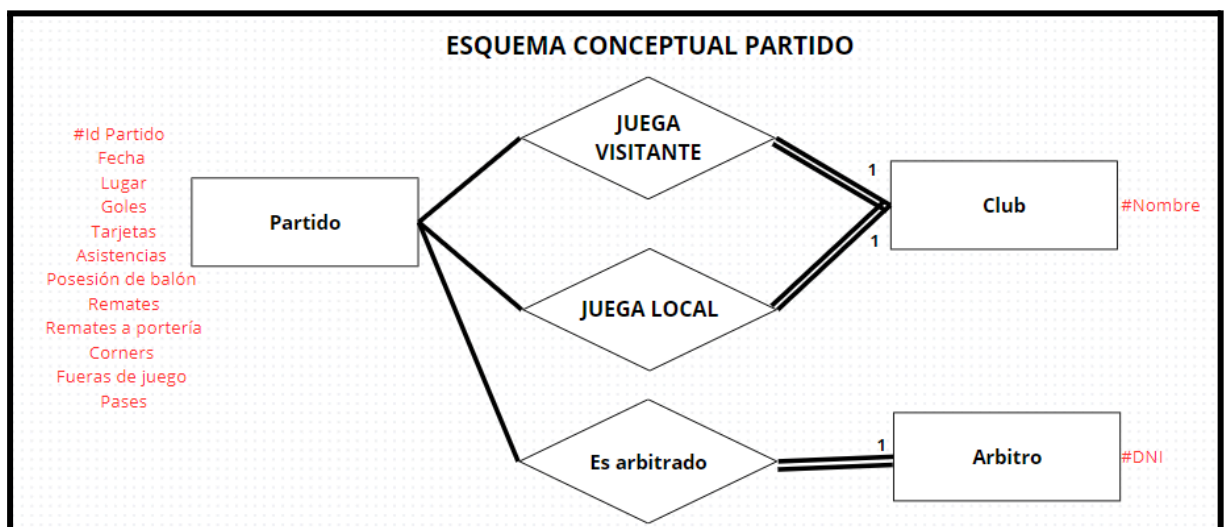 ESQUEMA CONCEPTUAL PARTIDO
#Id Partido
Fecha
Lugar
Goles
Tarjetas
Asistencias
Posesión de balón
Remates
Remates a portería
Corners
Fueras de juego
Pases
Partido
JUEGA
VISITANTE
JUEGA LOCAL
Es arbitrado
1
1
Club
#Nombre
1
Arbitro
#DNI